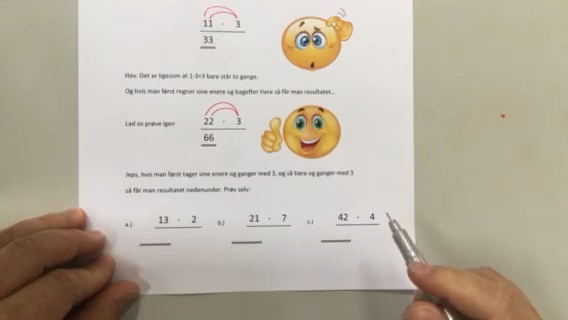 11 · 3
33
Hov. Det er ligesom at 1·3=3 bare står to gange.
Og hvis man først regner sine enere og bagefter tiere så får man resultatet...
Lad os prøve igen
22 · 3
66
Jeps, hvis man først tager sine enere og ganger med 3, og så tiere og ganger med 3
så får man resultatet nedenunder. Prøv selv:
a.) 13 · 2 b.) 21 · 7 c.) 42 · 4